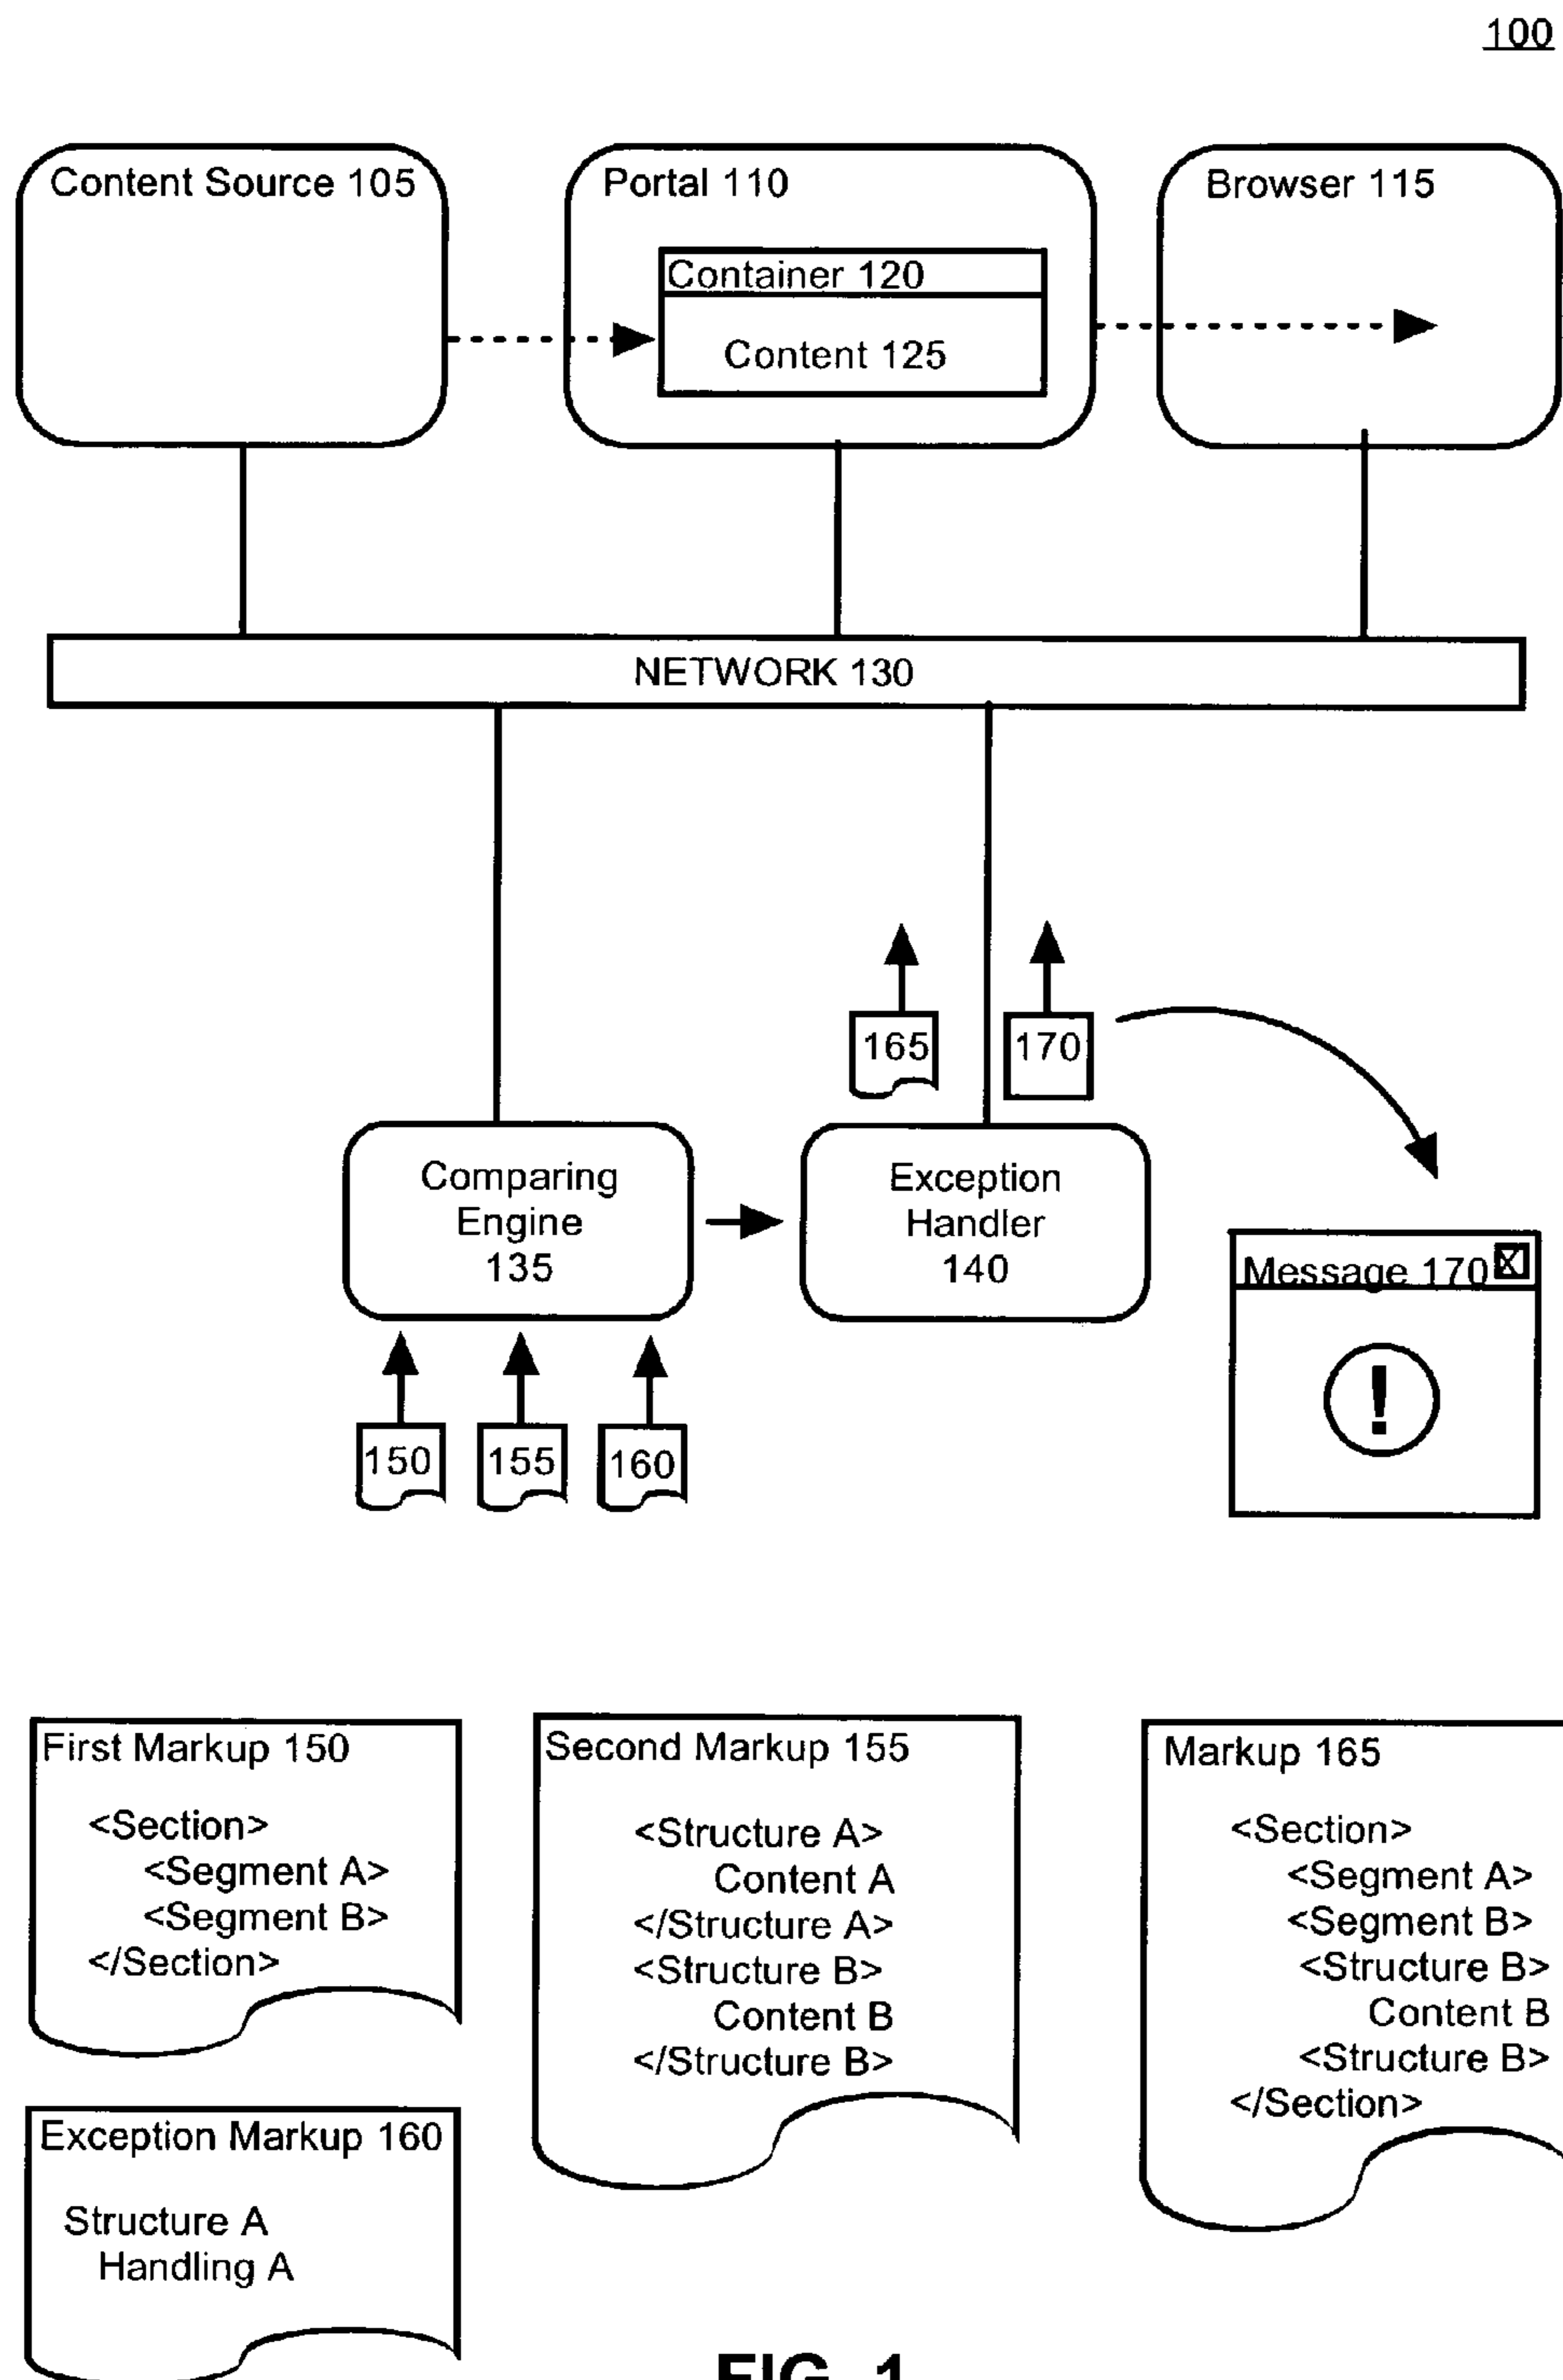 100
Content Source 105
Portal 110
Browser 115
Container 120
Content 125
NETWORK 130
165
170
Comparing
Engine
135
Exception
Handler
140
Message 170
X
!
150
155
160
First Markup 150
<Section>
<Segment A>
<Segment B>
</Section>
Second Markup 155
<Structure A>
Content A
</Structure A>
<Structure B>
Content B
</Structure B>
Markup 165
<Section>
<Segment A>
<Segment B>
<Structure B>
Content B
<Structure B>
</Section>
Exception Markup 160
Structure A
Handling A
FIG. 1